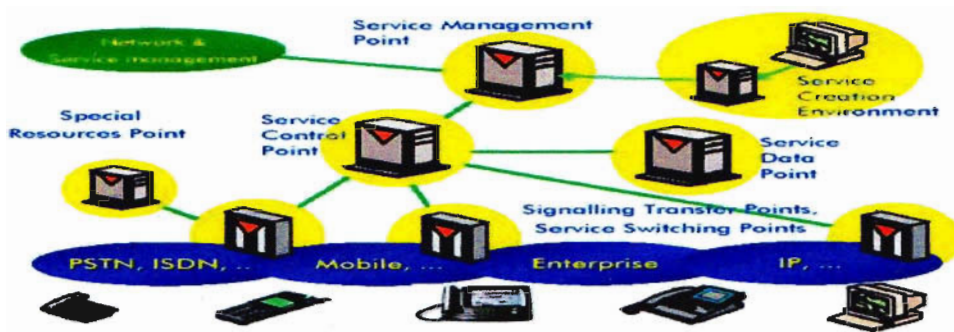 Network &
Service management
Service Management
Point
Service
Creation
Environment
Special
Resources Point
Service
Control
Point
Service
Data
Point
Signalling Transfer Points,
Service Switching Points
PSTN, ISDN, ..
Mobile, ...
Enterprise
IP, ...